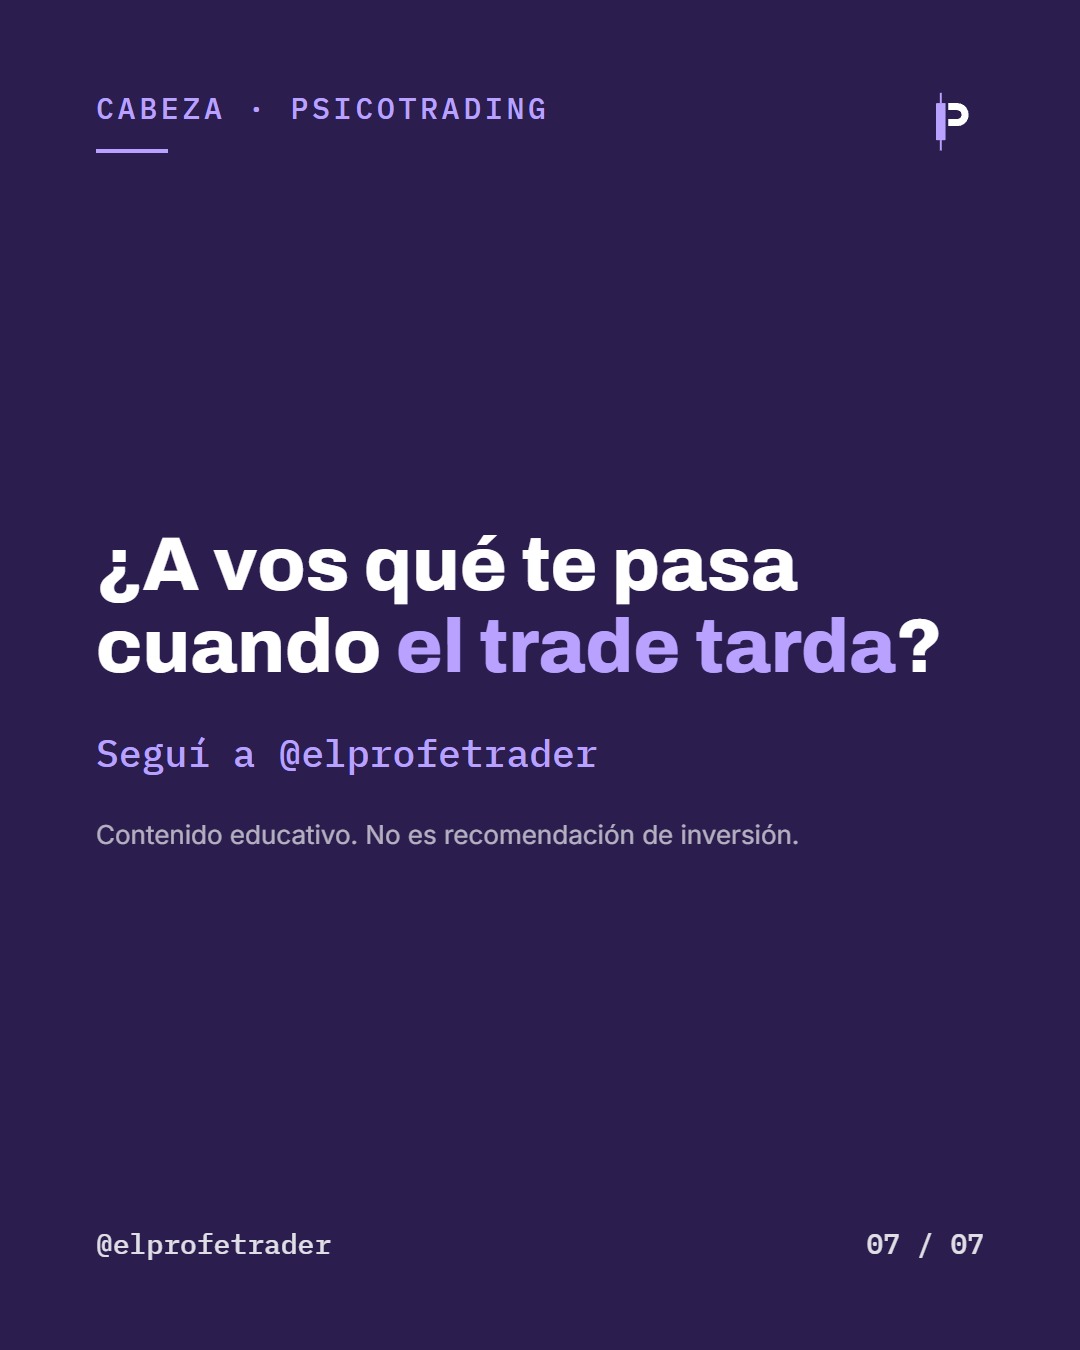 CABEZA · PSICOTRADING
¿A vos qué te pasa
cuando el trade tarda?
Seguí a @elprofetrader
Contenido educativo. No es recomendación de inversión.
@elprofetrader
07 / 07